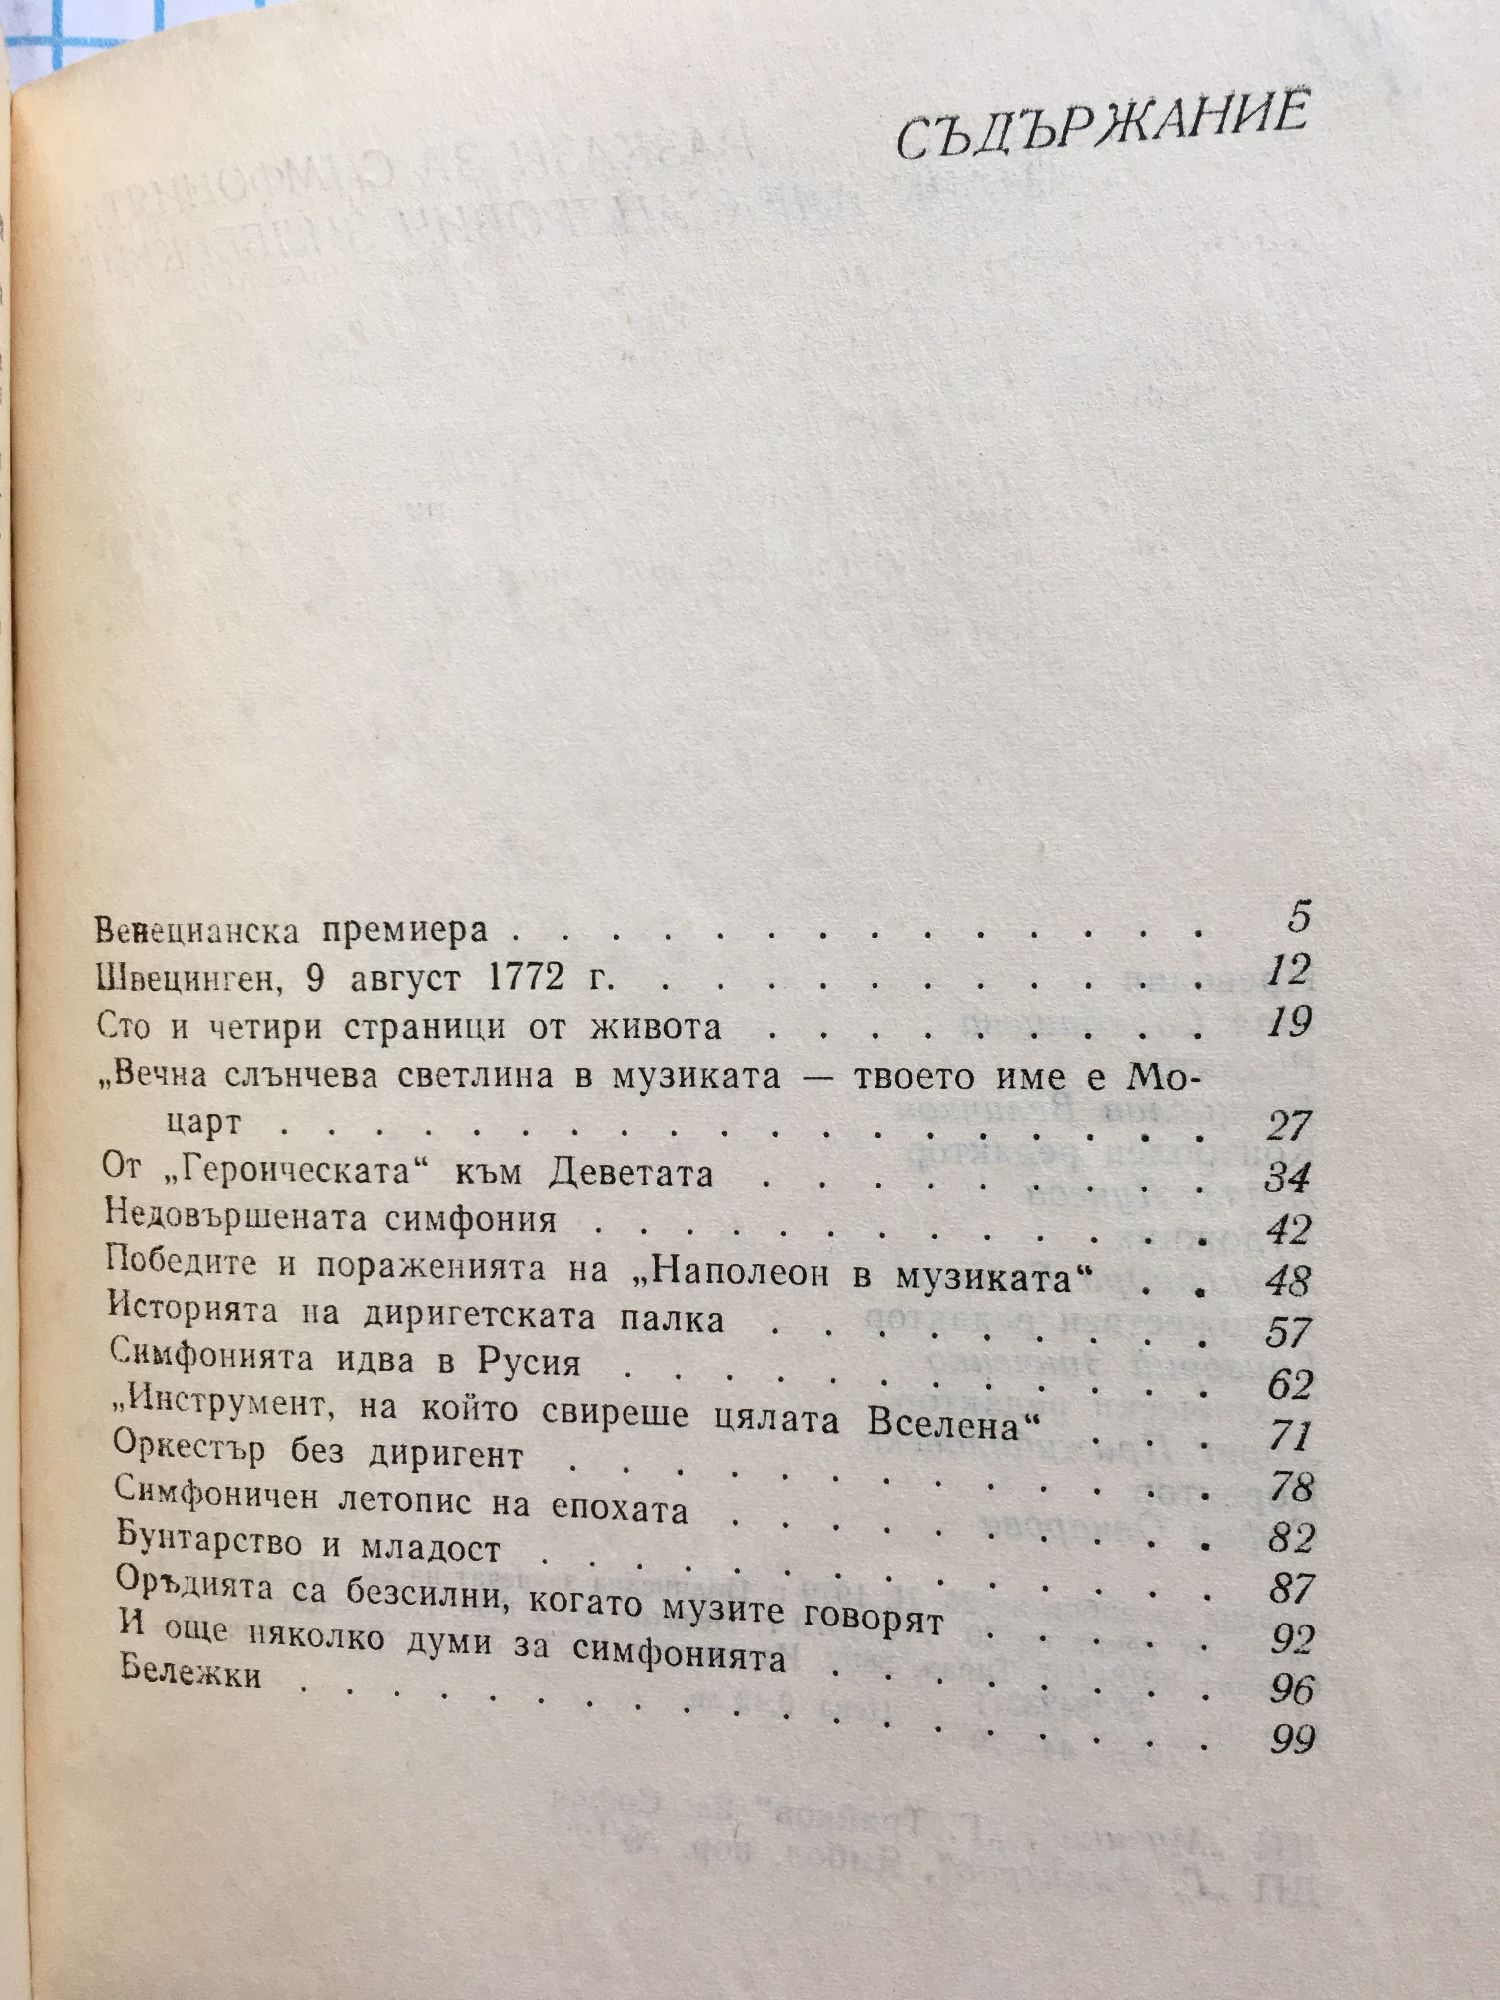 СЪДЪРЖАНИЕ
Венецианска премиера . . . . . . . . . . . . . . 5
Швецинген, 9 август 1772 г. . . . . . . . . . . . 12
Сто и четири страници от живота . . . . . . . . . 19
„Вечна слънчева светлина в музиката — твоето име е Мо-
царт . . . . . . . . . . . . . . . . . . . . 27
От „Героическата“ към Деветата . . . . . . . . . 34
Недовършената симфония . . . . . . . . . . . . 42
Победите и пораженията на „Наполеон в музиката“ . . 48
Историята на диригетската палка . . . . . . . . . 57
Симфонията идва в Русия . . . . . . . . . . . . 62
„Инструмент, на който свиреше цялата Вселена“ . . . 71
Оркестър без диригент . . . . . . . . . . . . . 78
Симфоничен летопис на епохата . . . . . . . . . . 82
Бунтарство и младост . . . . . . . . . . . . . . 87
Оръдията са безсилни, когато музите говорят . . . . . 92
И още няколко думи за симфонията . . . . . . . . 96
Бележки . . . . . . . . . . . . . . . . . . . 99